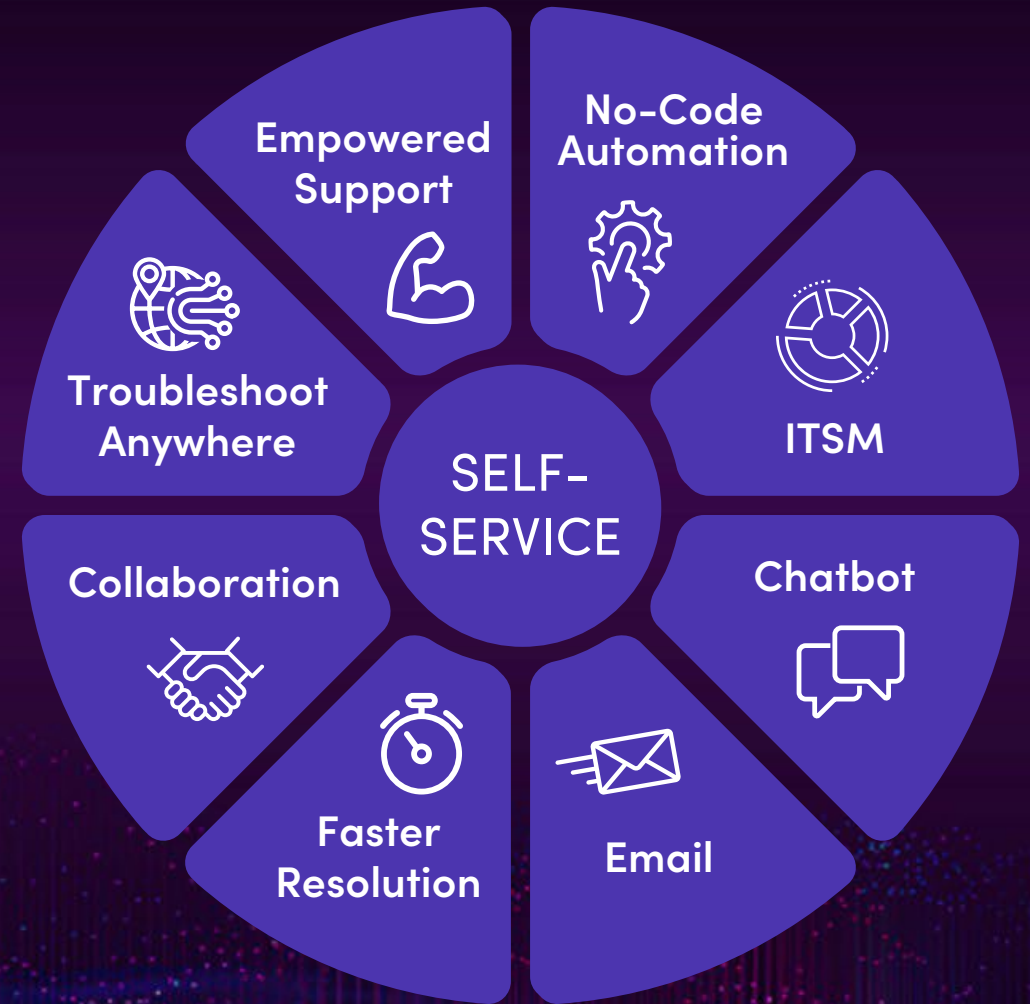 No-Code
Automation
ITSM
Chatbot
Email
Faster
Resolution
Collaboration
Troubleshoot
Anywhere
Empowered
Support
SELF-
SERVICE